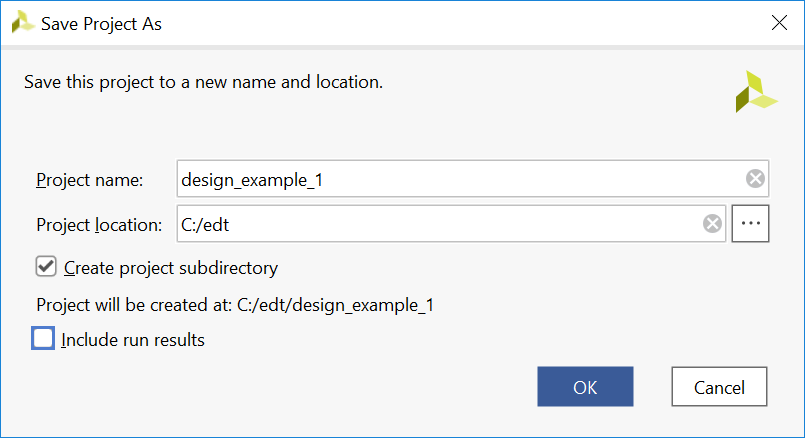 Save Project As
Save this project to a new name and location.
Project name: design_example_1
Project location: C:/edt ...
Create project subdirectory
Project will be created at: C:/edt/design_example_1
Include run results
OK Cancel